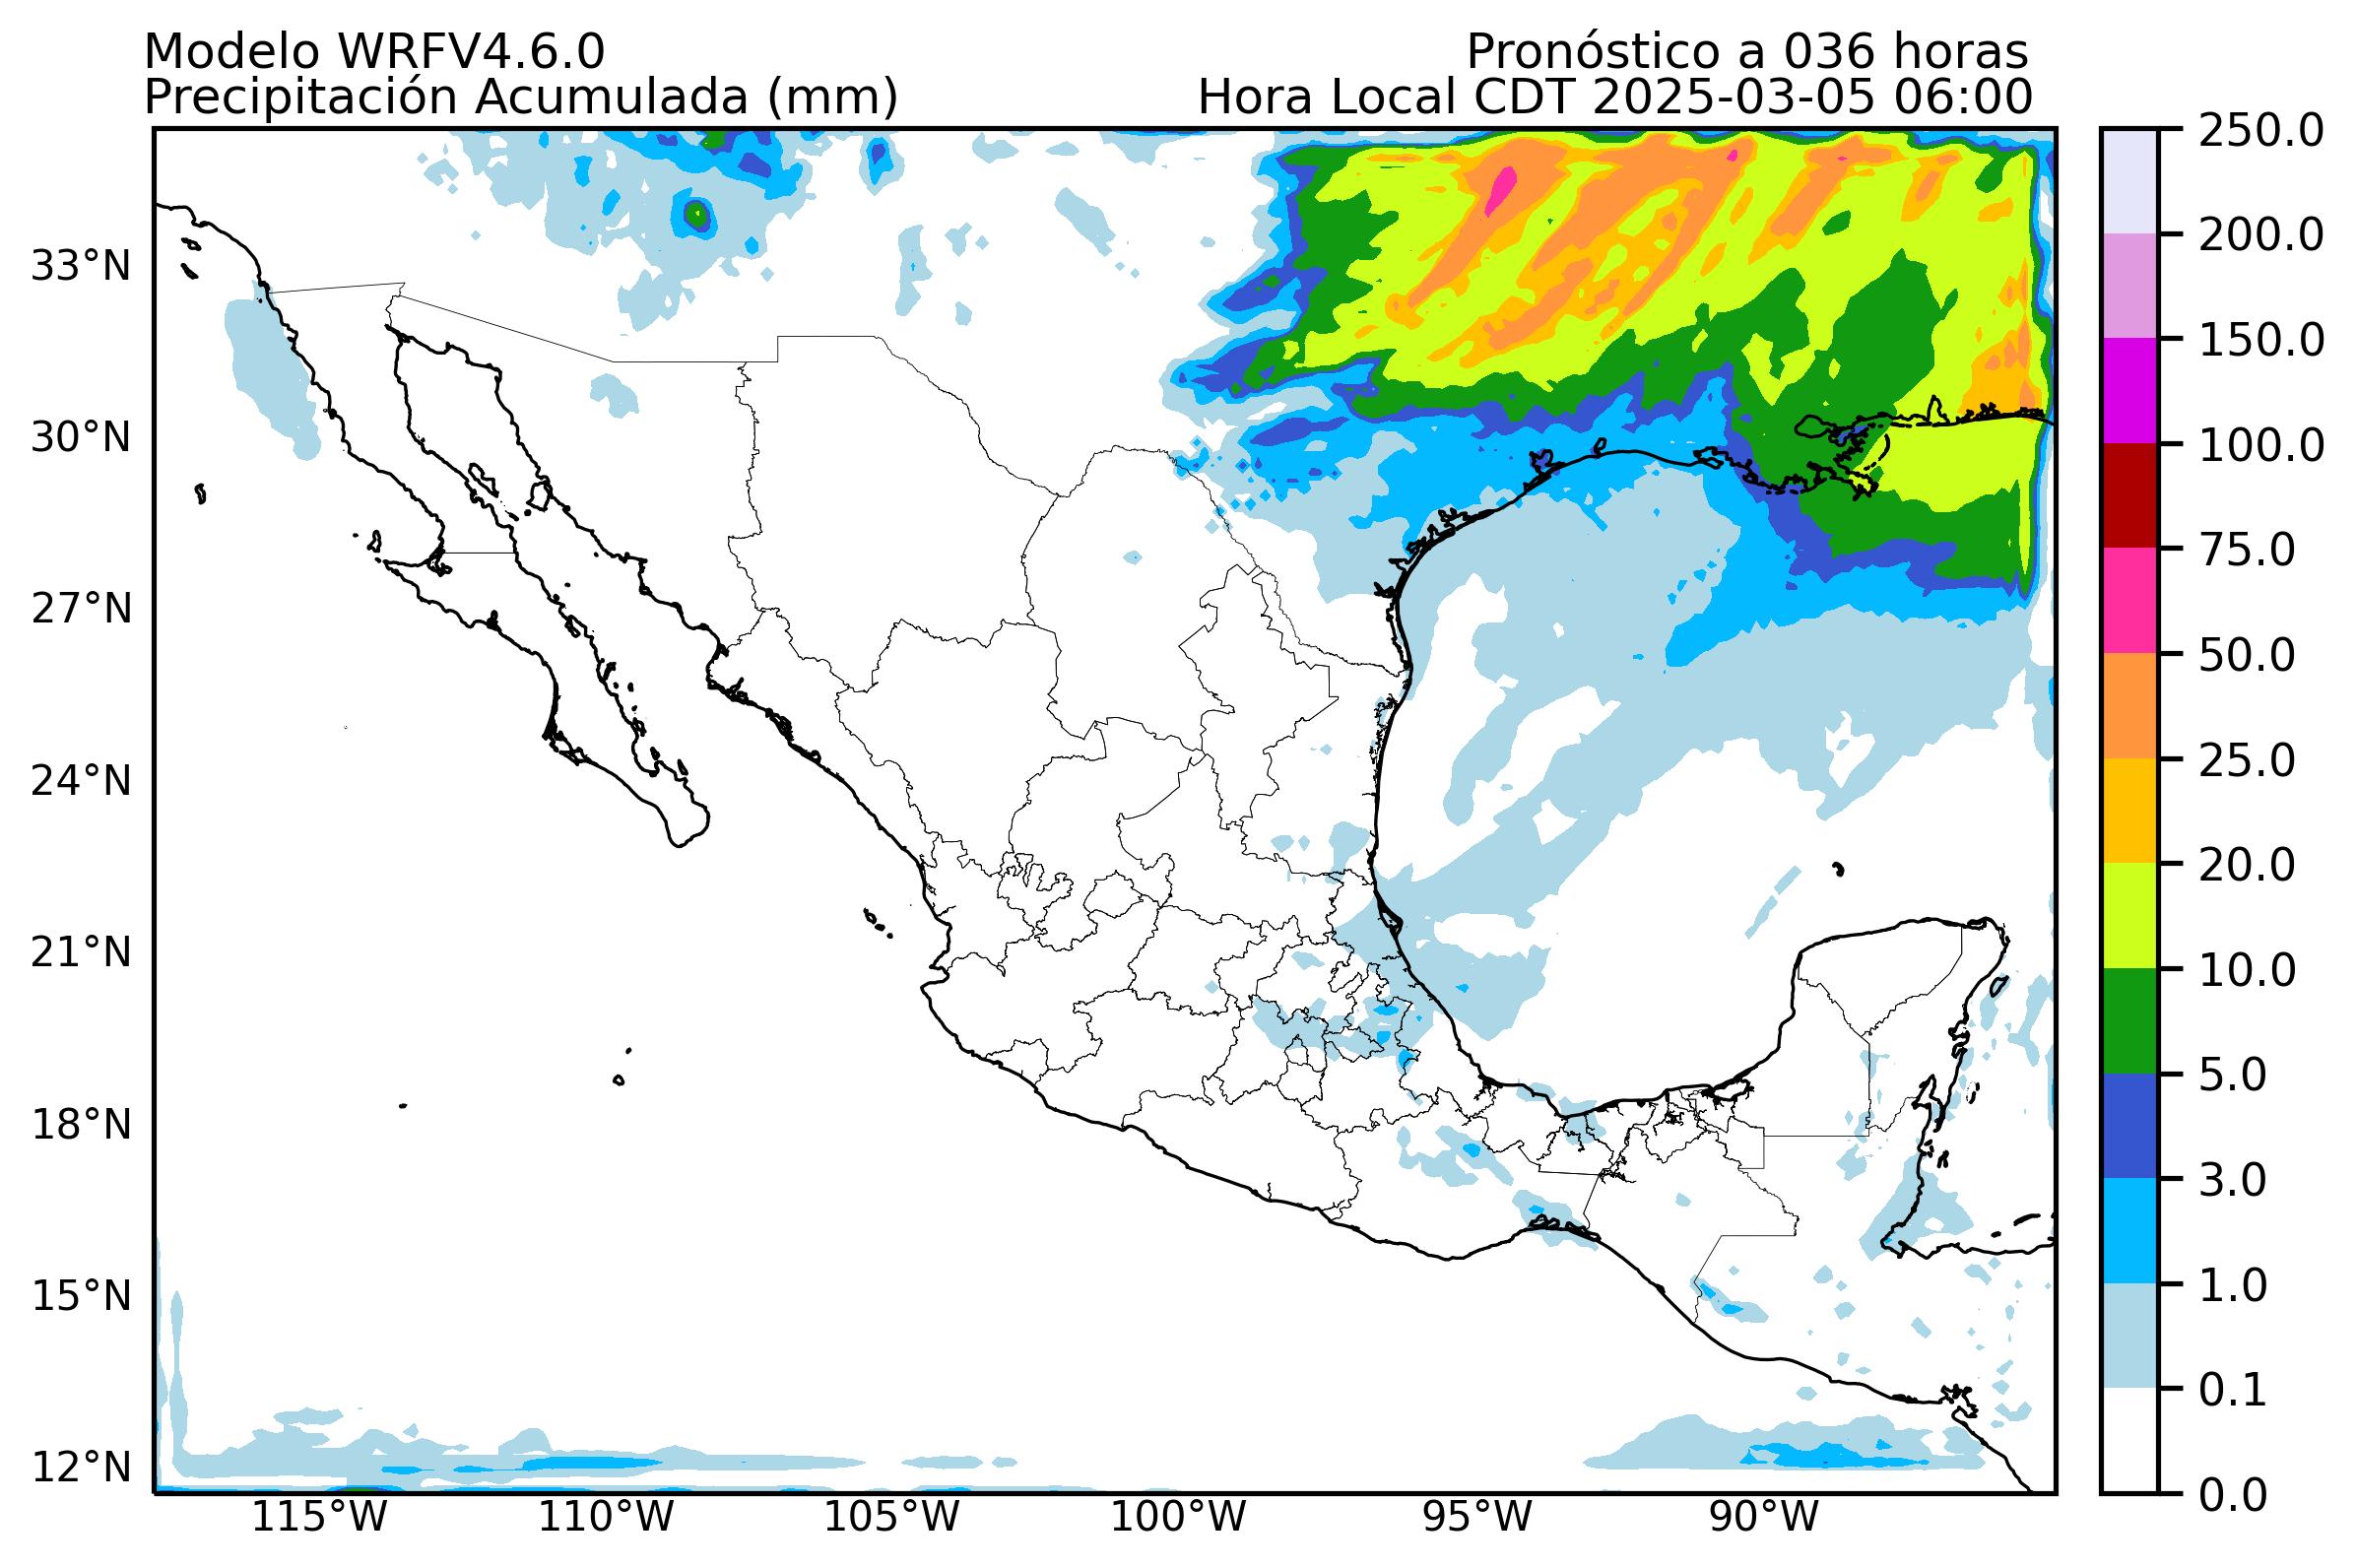 Modelo WRFV4.6.0
Pronóstico a 036 horas
Precipitación Acumulada (mm)
Hora Local CDT 2025-03-05 06:00
33°N
30°N
27°N
24°N
21°N
18°N
15°N
12°N
115°W
110°W
105°W
100°W
95°W
90°W
250.0
200.0
150.0
100.0
75.0
50.0
25.0
20.0
10.0
5.0
3.0
1.0
0.1
0.0